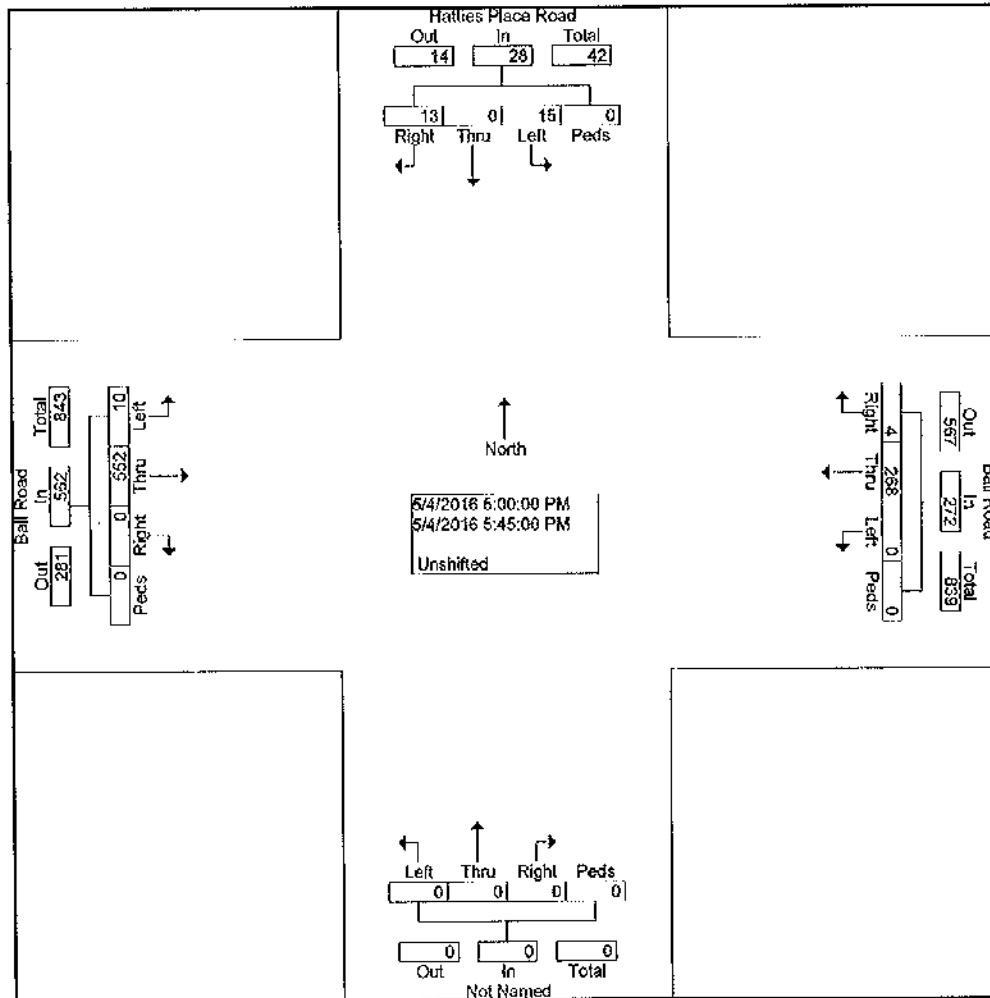 Hatties Place Road
Out In Total
14 28 42
13 0 15 0
Right Thru Left Peds
Ball Road
Total In Out
843 562 281
10 552 0 0
Left Thru Right Peds
North
5/4/2016 5:00:00 PM
5/4/2016 5:45:00 PM
Unshifted
Right Thru Left Peds
4 268 0 0
567 272 839
Out In Total
Ball Road
Left Thru Right Peds
0 0 0 0
0 0 0
Out In Total
Not Named